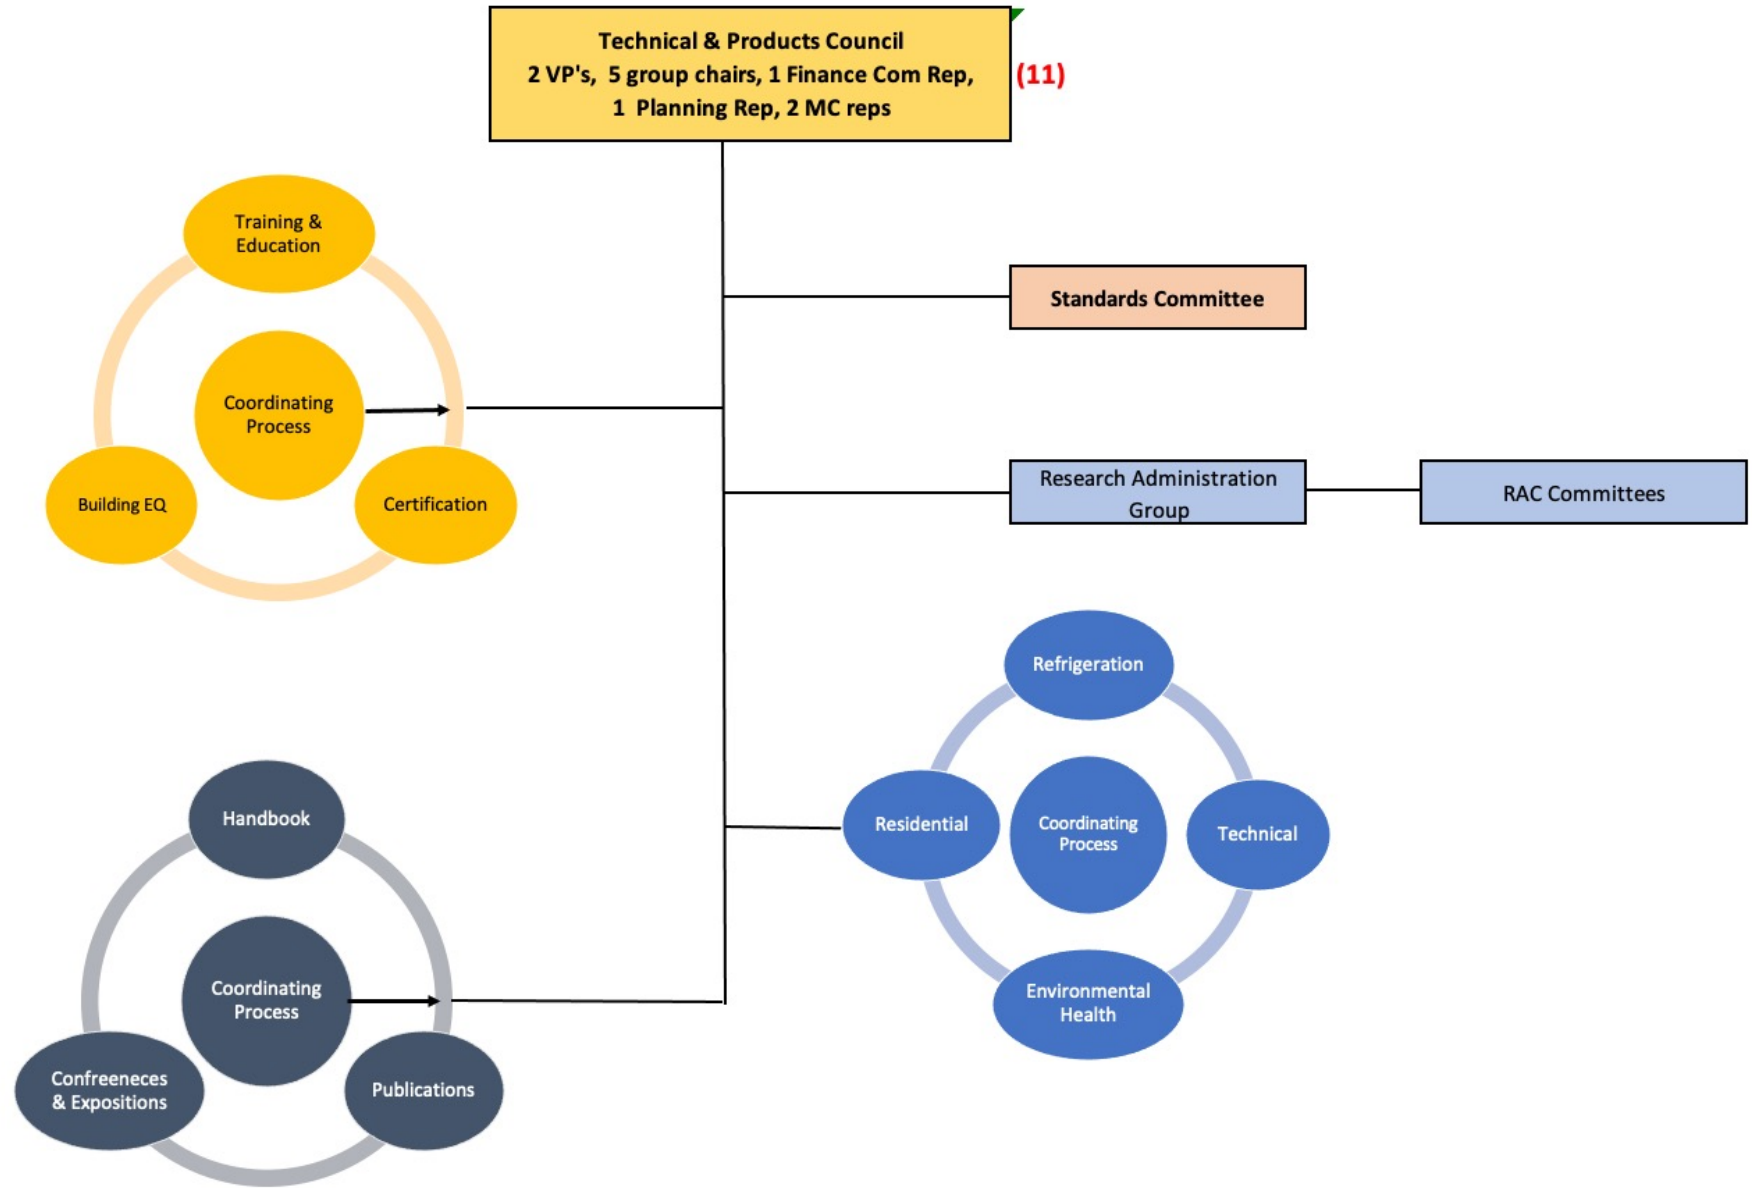 Technical & Products Council
2 VP's, 5 group chairs, 1 Finance Com Rep,
1 Planning Rep, 2 MC reps
(11)
Training &
Education
Coordinating
Process
Building EQ
Certification
Standards Committee
Research Administration
Group
RAC Committees
Refrigeration
Residential
Coordinating
Process
Technical
Environmental
Health
Handbook
Coordinating
Process
Confreeneces
& Expositions
Publications